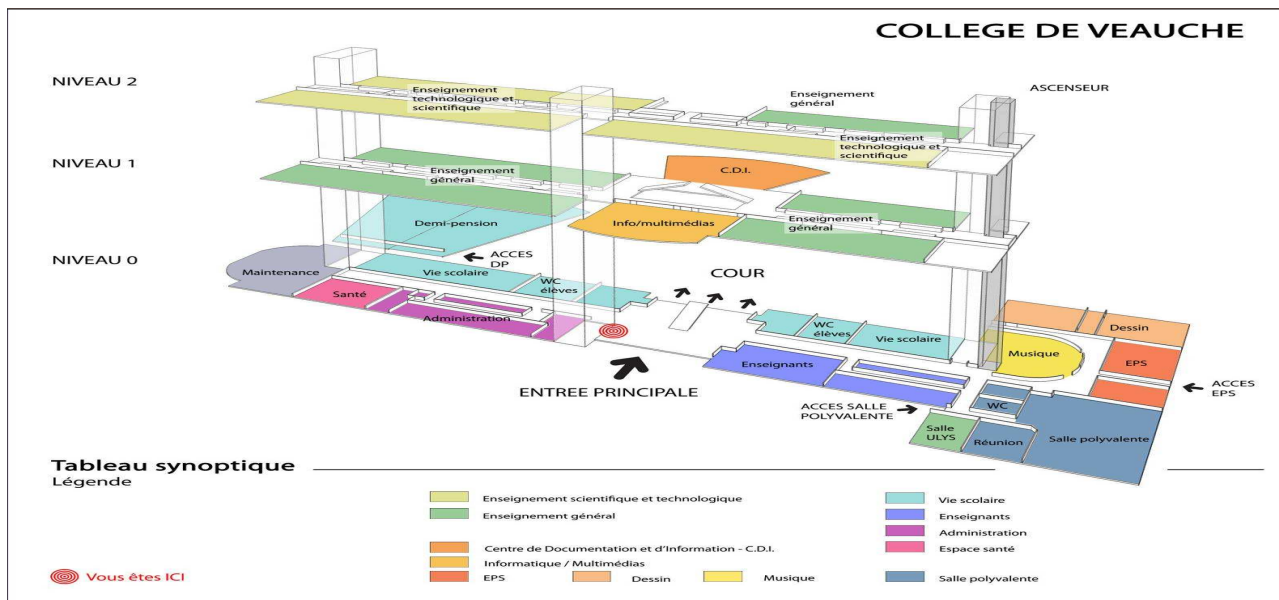 COLLEGE DE VEAUCHE
NIVEAU 2
Enseignement
technologique et
scientifique
Enseignement
général
ASCENSEUR
Enseignement
technologique et
scientifique
NIVEAU 1
Enseignement
général
C.D.I.
Demi-pension
Info/multimédias
Enseignement
général
NIVEAU 0
ACCES
DP
COUR
Maintenance
Vie scolaire
WC
élèves
Santé
Administration
WC
élèves
Vie scolaire
Dessin
Musique
EPS
Enseignants
ENTREE PRINCIPALE
ACCES
EPS
ACCES SALLE
POLYVALENTE
WC
Salle
ULYS
Réunion
Salle polyvalente
Tableau synoptique
Légende
Enseignement scientifique et technologique
Enseignement général
Centre de Documentation et d'Information - C.D.I.
Informatique / Multimédias
EPS
Dessin
Musique
Vie scolaire
Enseignants
Administration
Espace santé
Salle polyvalente
Vous êtes ICI